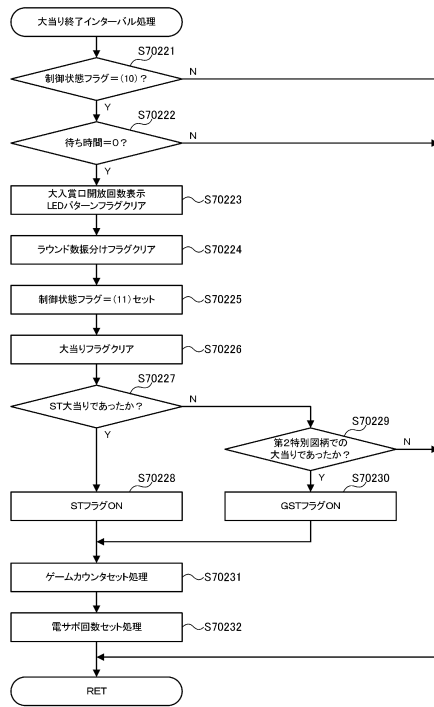 大当り終了インターバル処理
S70221
制御状態フラグ=(10)?
N
Y
S70222
待ち時間=0?
N
Y
大入賞口開放回数表示
LEDパターンフラグクリア
S70223
ラウンド数振分けフラグクリア
S70224
制御状態フラグ=(11)セット
S70225
大当りフラグクリア
S70226
S70227
ST大当りであったか?
N
Y
S70229
第2特別図柄での
大当りであったか?
N
Y
S70228
STフラグON
S70230
GSTフラグON
ゲームカウンタセット処理
S70231
電サポ回数セット処理
S70232
RET